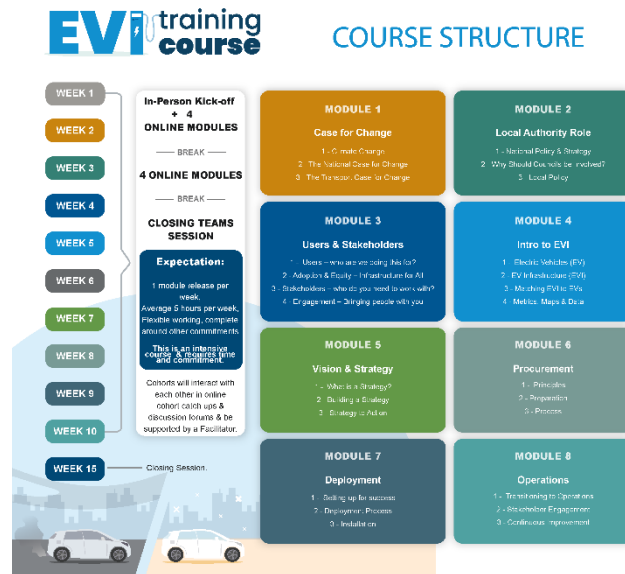 EVi training
course
COURSE STRUCTURE
WEEK 1
WEEK 2
WEEK 3
WEEK 4
WEEK 5
WEEK 6
WEEK 7
WEEK 8
WEEK 9
WEEK 10
WEEK 15
Closing Session.
In-Person Kick-off
+ 4
ONLINE MODULES
BREAK
4 ONLINE MODULES
BREAK
CLOSING TEAMS
SESSION
Expectation:
1 module release per
week.
Average 5 hours per week,
Flexible working, complete
around other commitments
This is an intensive
course & requires time
and commitment.
Cohorts will interact with
each other in online
cohort catch ups &
discussion forums & be
supported by a Facilitator.
MODULE 1
Case for Change
1 - Climate Change
2 The National Case for Change
3 The Transport Case for Change
MODULE 2
Local Authority Role
1 - National Policy & Strategy
2 Why Should Councils be Involved?
3 Local Policy
MODULE 3
Users & Stakeholders
1 - Users – who are we doing this for?
2 - Adoption & Equity – Infrastructure for All
3 - Stakeholders – who do you need to work with?
4 - Engagement – Bringing people with you
MODULE 4
Intro to EVI
1 - Electric Vehicles (EV)
2 - EV Infrastructure (EVI)
3 - Matching EVI to EVs
4 - Metrics, Maps & Data
MODULE 5
Vision & Strategy
1 - What is a Strategy?
2 - Building a Strategy
3 Strategy to Action
MODULE 6
Procurement
1 - Principles
2 - Preparation
3 - Process
MODULE 7
Deployment
1 - Setting up for success
2 - Deployment Process
3 - Installation
MODULE 8
Operations
1 - Transitioning to Operations
2 - Stakeholder Engagement
3 - Continuous Improvement